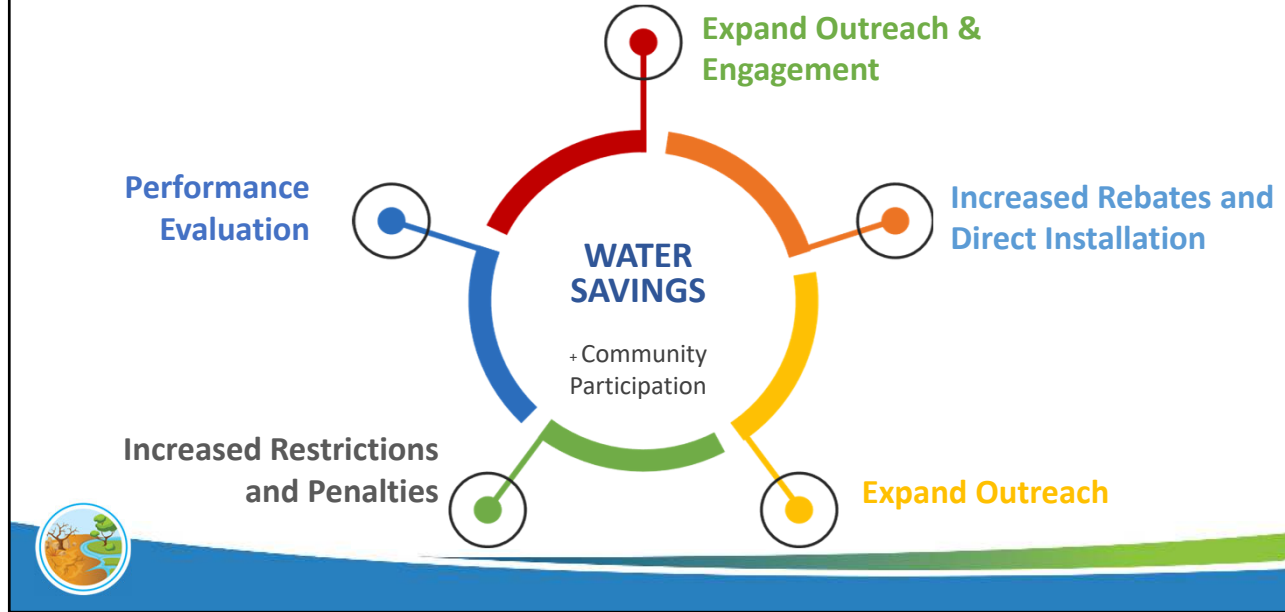 Expand Outreach &
Engagement
Performance
Evaluation
Increased Rebates and
Direct Installation
WATER
SAVINGS
+ Community
Participation
Increased Restrictions
and Penalties
Expand Outreach